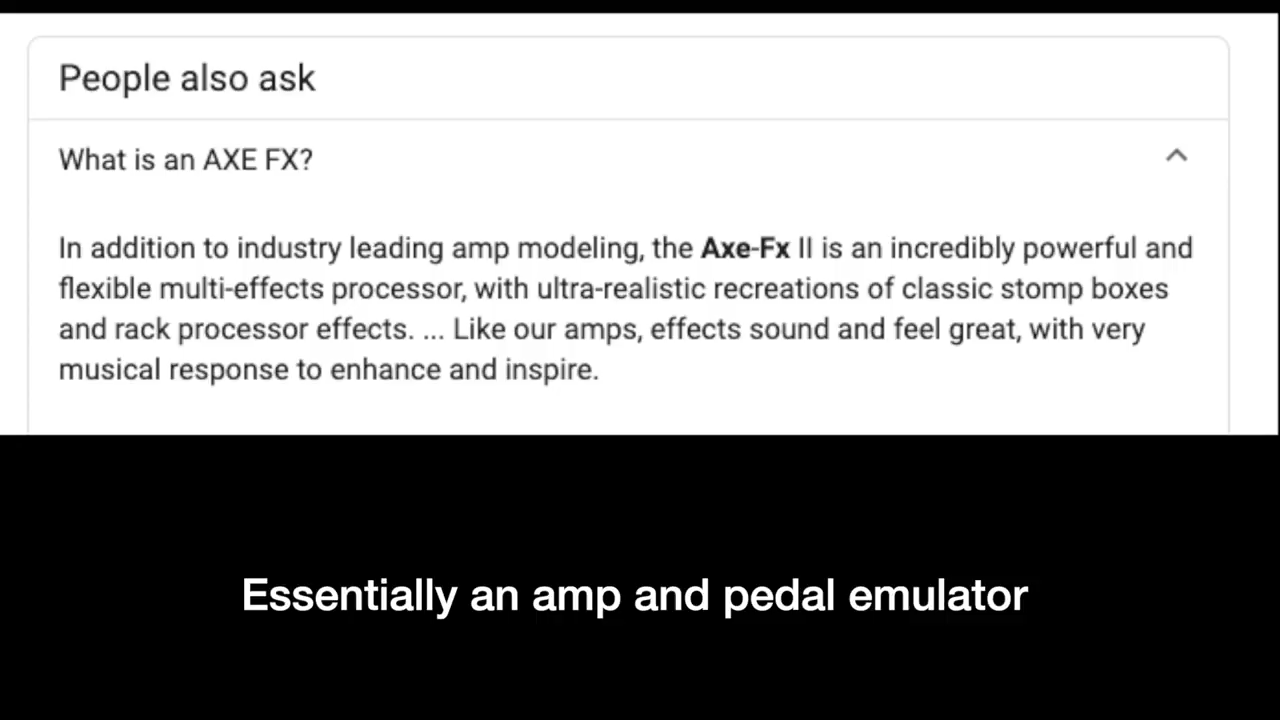 People also ask
What is an AXE FX?
In addition to industry leading amp modeling, the Axe-Fx II is an incredibly powerful and
flexible multi-effects processor, with ultra-realistic recreations of classic stomp boxes
and rack processor effects. ... Like our amps, effects sound and feel great, with very
musical response to enhance and inspire.
Essentially an amp and pedal emulator